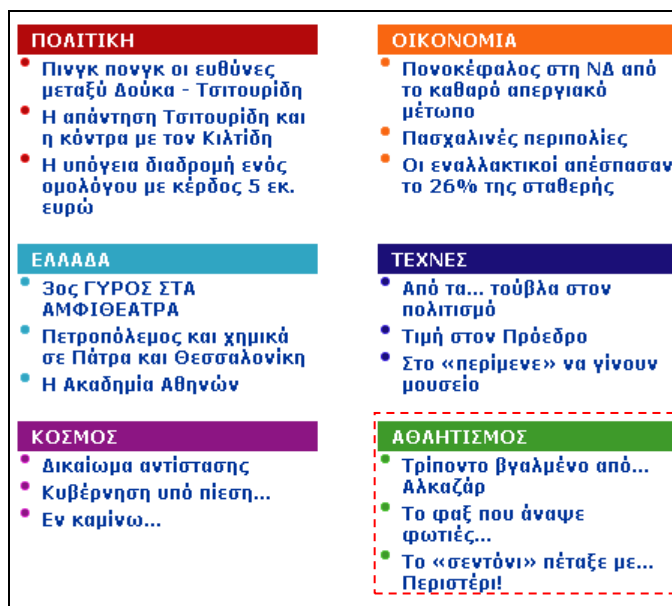 ΠΟΛΙΤΙΚΗ
Πινγκ πονγκ οι ευθύνες
μεταξύ Δούκα - Τσιτουρίδη
Η απάντηση Τσιτουρίδη και
η κόντρα με τον Κιλτίδη
Η υπόγεια διαδρομή ενός
ομολόγου με κέρδος 5 εκ.
ευρώ
ΟΙΚΟΝΟΜΙΑ
Πονοκέφαλος στη ΝΔ από
το καθαρό απεργιακό
μέτωπο
Πασχαλινές περιπολίες
Οι εναλλακτικοί απέσπασαν
το 26% της σταθερής
ΕΛΛΑΔΑ
3ος ΓΥΡΟΣ ΣΤΑ
ΑΜΦΙΘΕΑΤΡΑ
Πετροπόλεμος και χημικά
σε Πάτρα και Θεσσαλονίκη
Η Ακαδημία Αθηνών
ΤΕΧΝΕΣ
Από τα... τούβλα στον
πολιτισμό
Τιμή στον Πρόεδρο
Στο «περίμενε» να γίνουν
μουσείο
ΚΟΣΜΟΣ
Δικαίωμα αντίστασης
Κυβέρνηση υπό πίεση...
Εν καμίνω...
ΑΘΛΗΤΙΣΜΟΣ
Τρίποντο βγαλμένο από...
Αλκαζάρ
Το φαξ που άναψε
φωτιές...
Το «σεντόνι» πέταξε με...
Περιστέρι!